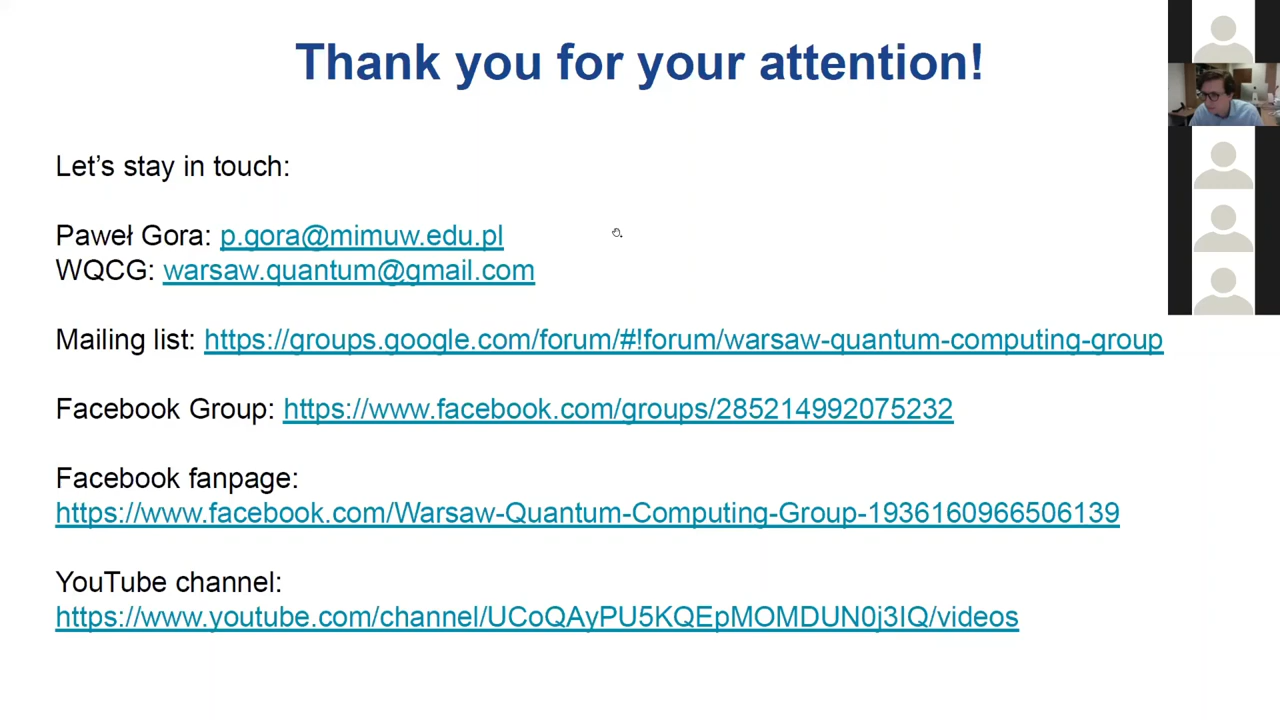 Thank you for your attention!
Let's stay in touch:
Paweł Gora: p.gora@mimuw.edu.pl
WQCG: warsaw.quantum@gmail.com
Mailing list: https://groups.google.com/forum/#!forum/warsaw-quantum-computing-group
Facebook Group: https://www.facebook.com/groups/285214992075232
Facebook fanpage:
https://www.facebook.com/Warsaw-Quantum-Computing-Group-1936160966506139
YouTube channel:
https://www.youtube.com/channel/UCoQAyPU5KQEpMOMDUN0j3IQ/videos